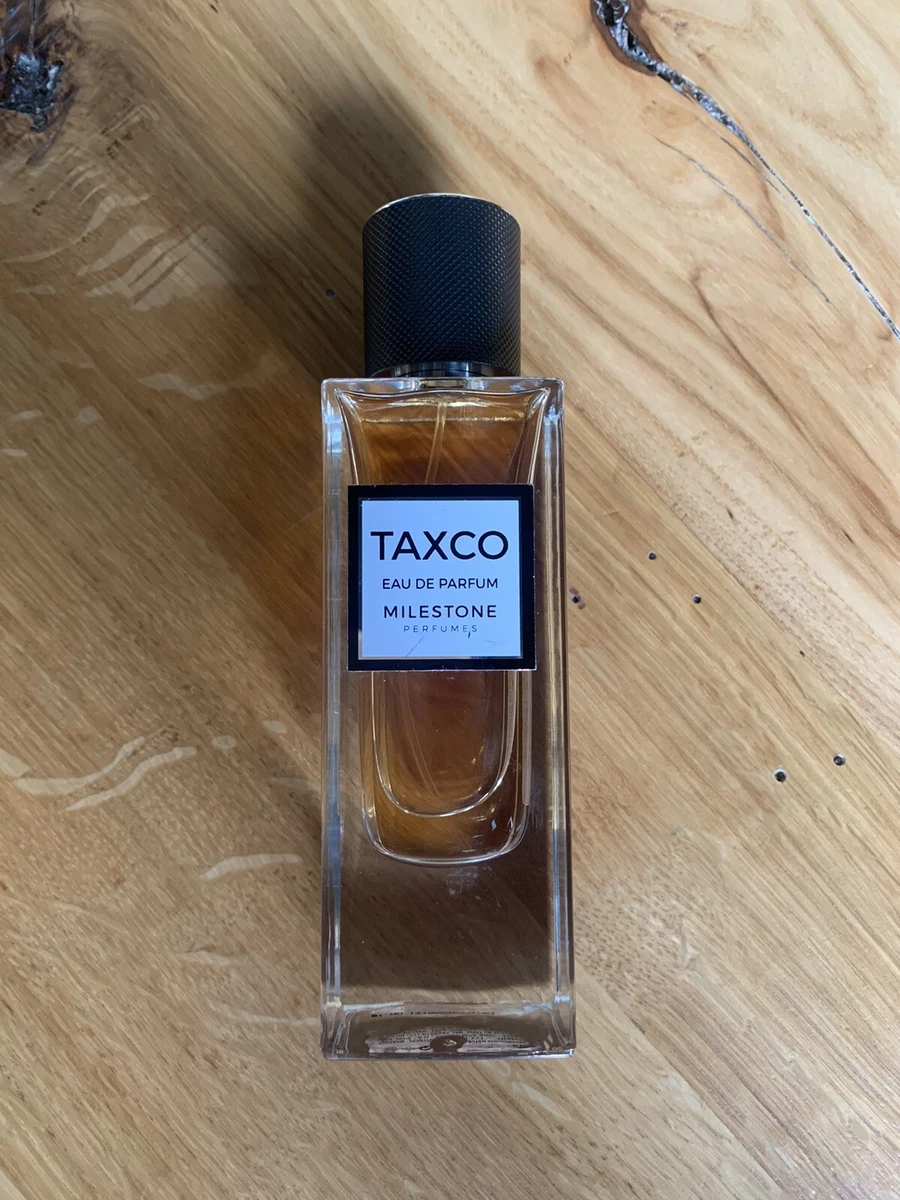 TAXCO
EAU DE PARFUM
MILESTONE
PERFUMES